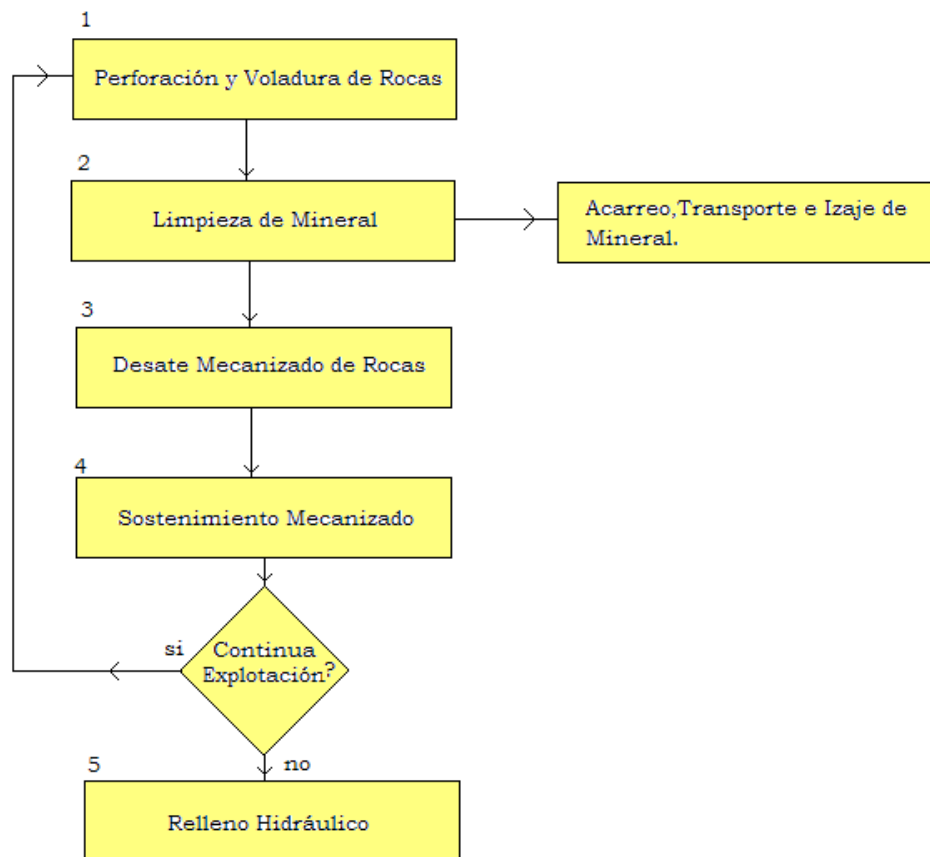 1
Perforación y Voladura de Rocas
2
Limpieza de Mineral
Acarreo,Transporte e Izaje de
Mineral.
3
Desate Mecanizado de Rocas
4
Sostenimiento Mecanizado
si
Continua
Explotación?
no
5
Relleno Hidráulico